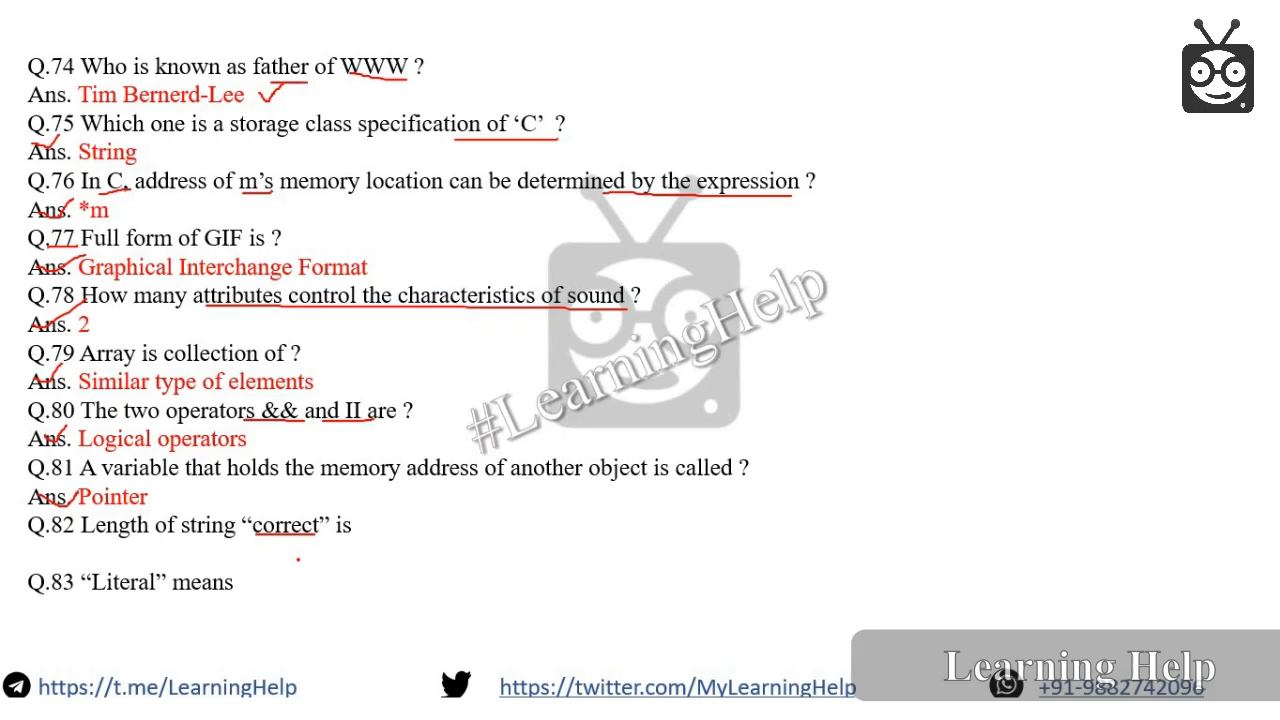 Q.74 Who is known as father of WWW ?
Ans. Tim Bernerd-Lee
Q.75 Which one is a storage class specification of ‘C’ ?
Ans. String
Q.76 In C, address of m’s memory location can be determined by the expression ?
Ans. *m
Q.77 Full form of GIF is ?
Ans. Graphical Interchange Format
Q.78 How many attributes control the characteristics of sound ?
Ans. 2
Q.79 Array is collection of ?
Ans. Similar type of elements
Q.80 The two operators && and II are ?
Ans. Logical operators
Q.81 A variable that holds the memory address of another object is called ?
Ans. Pointer
Q.82 Length of string “correct” is
Q.83 “Literal” means
#LearningHelp
Learning Help
https://t.me/LearningHelp https://twitter.com/MyLearningHelp +91-9882742096